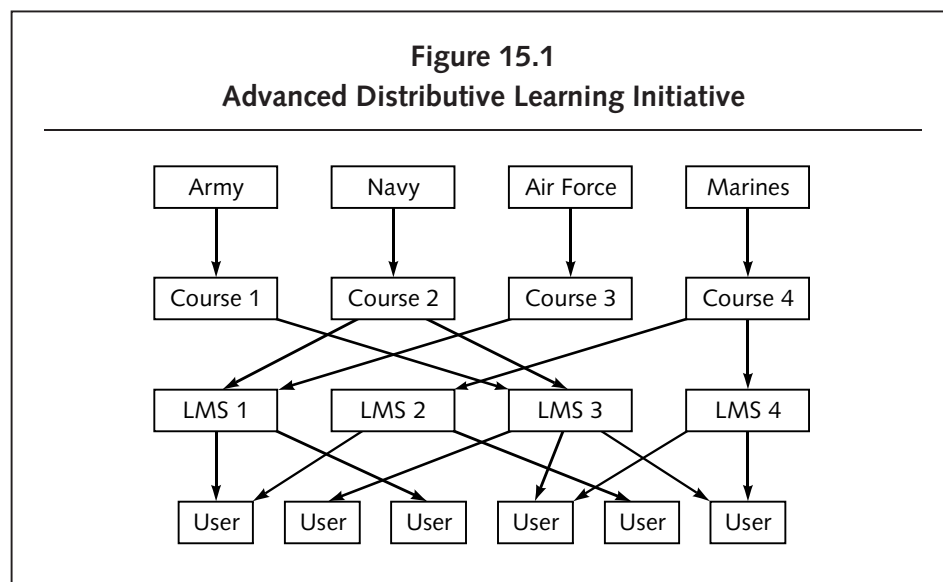 Figure 15.1
Advanced Distributive Learning Initiative
Army
Navy
Air Force
Marines
Course 1
Course 2
Course 3
Course 4
LMS 1
LMS 2
LMS 3
LMS 4
User
User
User
User
User
User